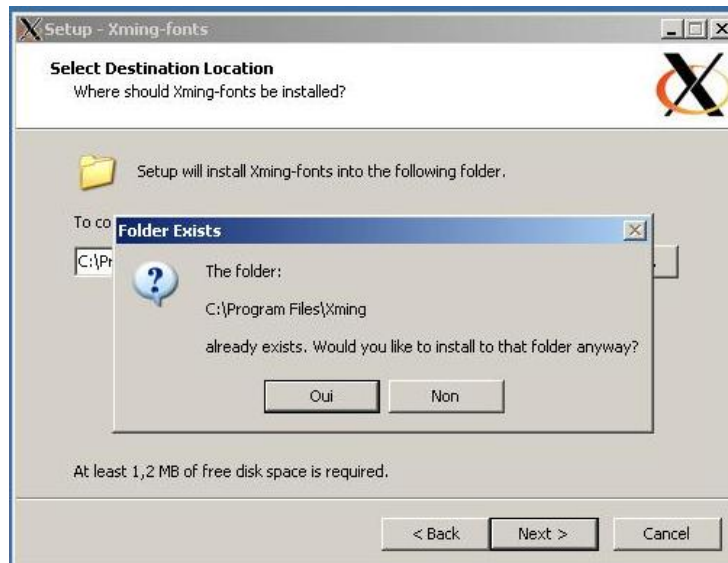 Setup - Xming-fonts
Select Destination Location
Where should Xming-fonts be installed?
Setup will install Xming-fonts into the following folder.
To co
C:\Pr
Folder Exists
The folder:
C:\Program Files\Xming
already exists. Would you like to install to that folder anyway?
Oui
Non
At least 1,2 MB of free disk space is required.
< Back
Next >
Cancel